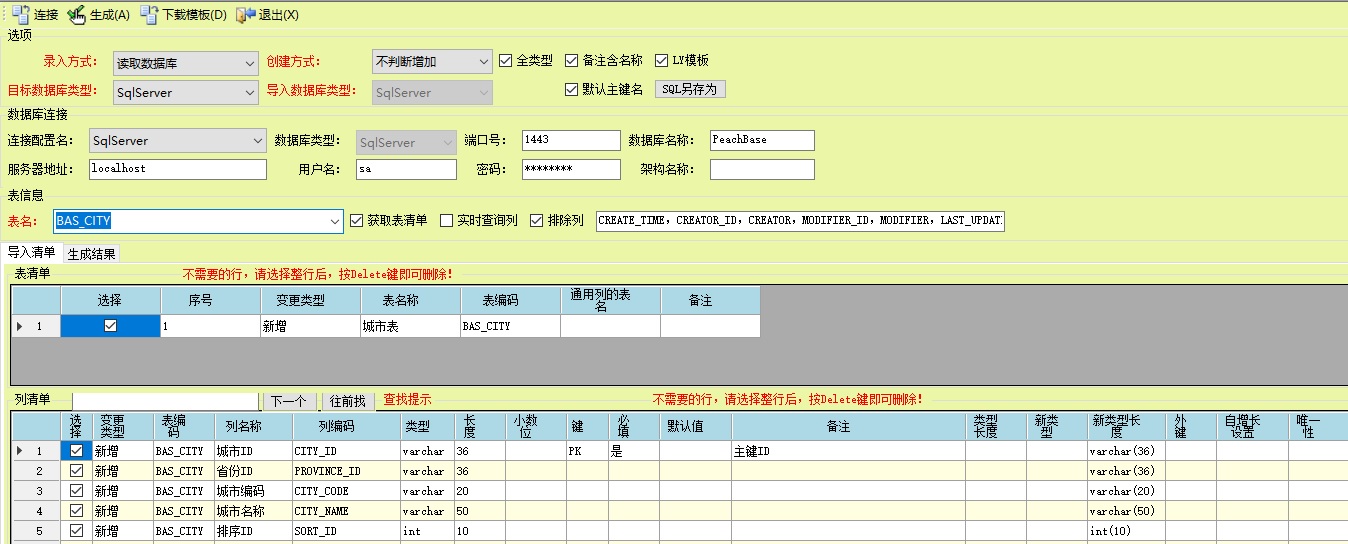 连接 生成(A) 下载模板(D) 退出(X)
选项
录入方式: 读取数据库 创建方式: 不判断增加 全类型 备注含名称 LY模板
目标数据库类型: SqlServer 导入数据库类型: SqlServer 默认主键名 SQL另存为
数据库连接
连接配置名: SqlServer 数据库类型: SqlServer 端口号: 1443 数据库名称: PeachBase
服务器地址: localhost 用户名: sa 密码: ******** 架构名称:
表信息
表名: BAS_CITY 获取表清单 实时查询列 排除列 CREATE_TIME, CREATOR_ID, CREATOR, MODIFIER_ID, MODIFIER, LAST_UPDAT
导入清单 生成结果
表清单 不需要的行,请选择整行后,按Delete键即可删除!
选择 序号 变更类型 表名称 表编码 通用列的表名 备注
1 1 新增 城市表 BAS_CITY
列清单 下一个 往前找 查找提示 不需要的行,请选择整行后,按Delete键即可删除!
选择 变更类型 表编码 列名称 列编码 类型 长度 小数位 键 必填 默认值 备注 类型长度 新类型 新类型长度 外键 自增长设置 唯一性
1 新增 BAS_CITY 城市ID CITY_ID varchar 36 PK 是 主键ID varchar(36)
2 新增 BAS_CITY 省份ID PROVINCE_ID varchar 36 varchar(36)
3 新增 BAS_CITY 城市编码 CITY_CODE varchar 20 varchar(20)
4 新增 BAS_CITY 城市名称 CITY_NAME varchar 50 varchar(50)
5 新增 BAS_CITY 排序ID SORT_ID int 10 int(10)